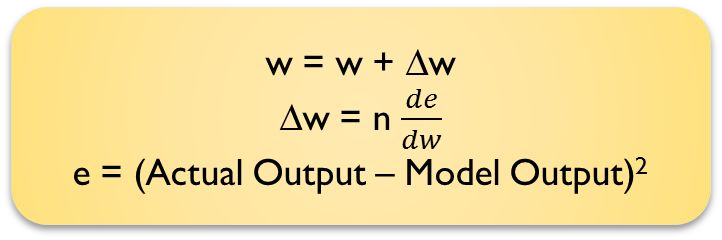 w = w + Δw
Δw = n de/dw
e = (Actual Output – Model Output)²